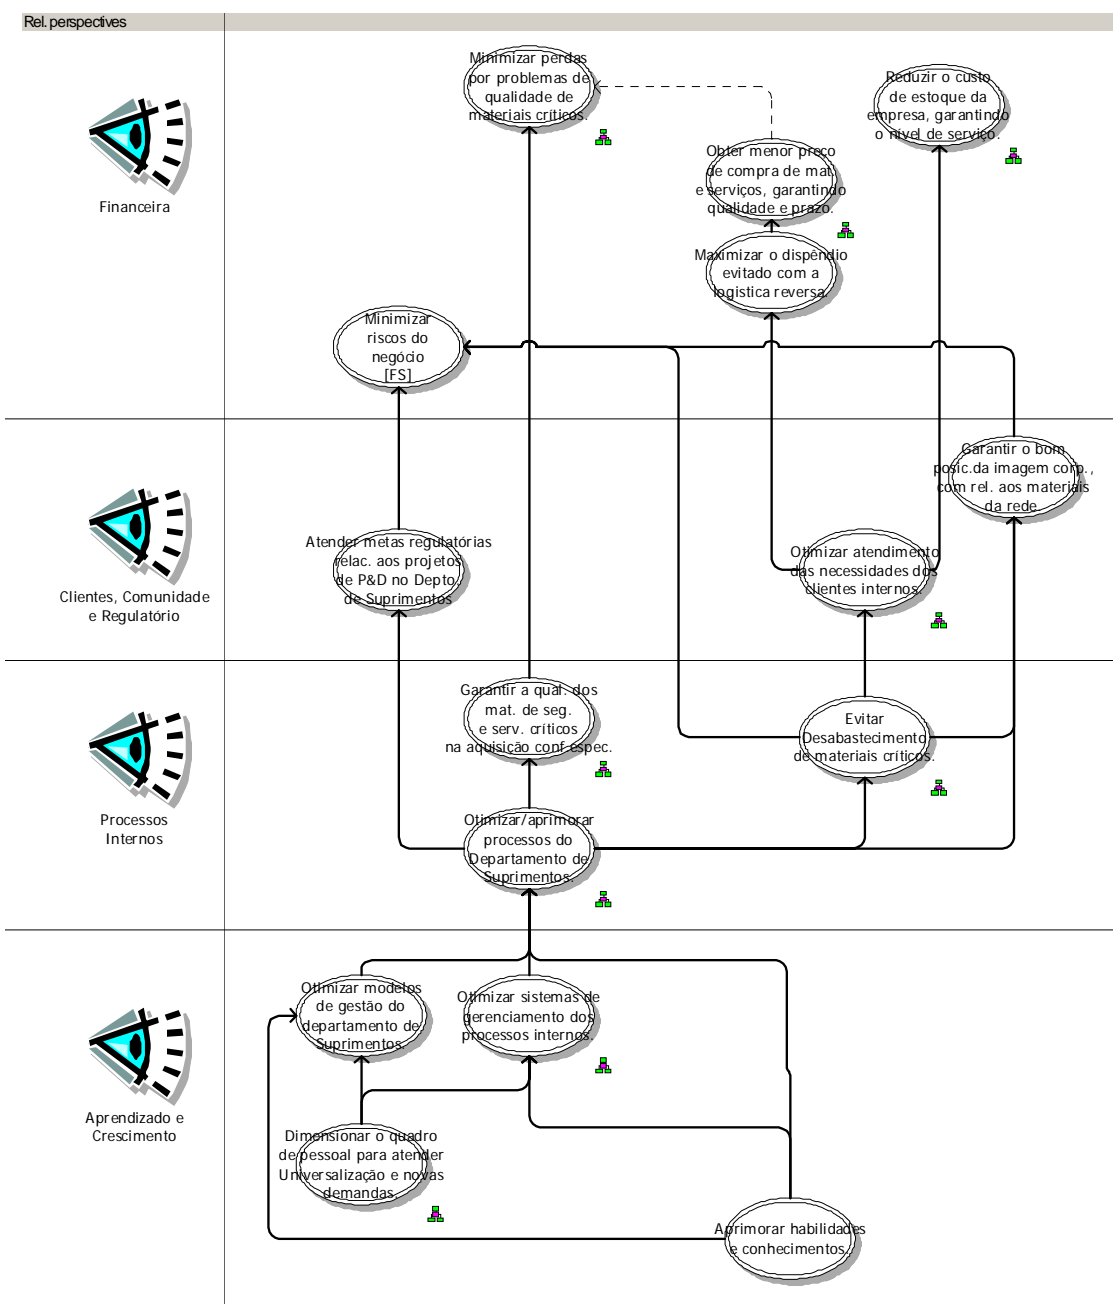 Rel. perspectives
Financeira
Minimizar perdas
por problemas de
qualidade de
materiais críticos.
Reduzir o custo
de estoque da
empresa, garantindo
o nível de serviço.
Obter menor preço
de compra de mat.
e serviços, garantindo
qualidade e prazo.
Maximizar o dispêndio
evitado com a
logistica reversa.
Minimizar
riscos do
negócio
[FS]
Clientes, Comunidade
e Regulatório
Garantir o bom
posic.da imagem corp.,
com rel. aos materiais
da rede.
Atender metas regulatórias
relac. aos projetos
de P&D no Depto.
de Suprimentos
Otimizar atendimento
das necessidades dos
clientes internos.
Processos
Internos
Garantir a qual. dos
mat. de seg.
e serv. críticos
na aquisição conf.espec.
Evitar
Desabastecimento
de materiais críticos.
Otimizar/aprimorar
processos do
Departamento de
Suprimentos.
Aprendizado e
Crescimento
Otimizar modelos
de gestão do
departamento de
Suprimentos.
Otimizar sistemas de
gerenciamento dos
processos internos.
Dimensionar o quadro
de pessoal para atender
Universalização e novas
demandas.
Aprimorar habilidades
e conhecimentos.